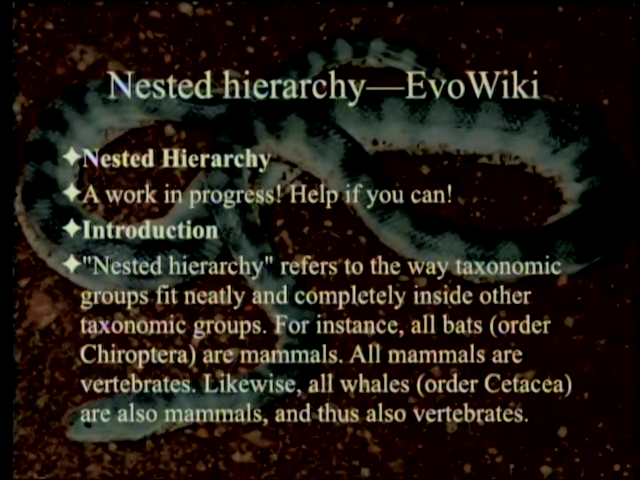 Nested hierarchy—EvoWiki
✦Nested Hierarchy
✦A work in progress! Help if you can!
✦Introduction
✦"Nested hierarchy" refers to the way taxonomic
groups fit neatly and completely inside other
taxonomic groups. For instance, all bats (order
Chiroptera) are mammals. All mammals are
vertebrates. Likewise, all whales (order Cetacea)
are also mammals, and thus also vertebrates.